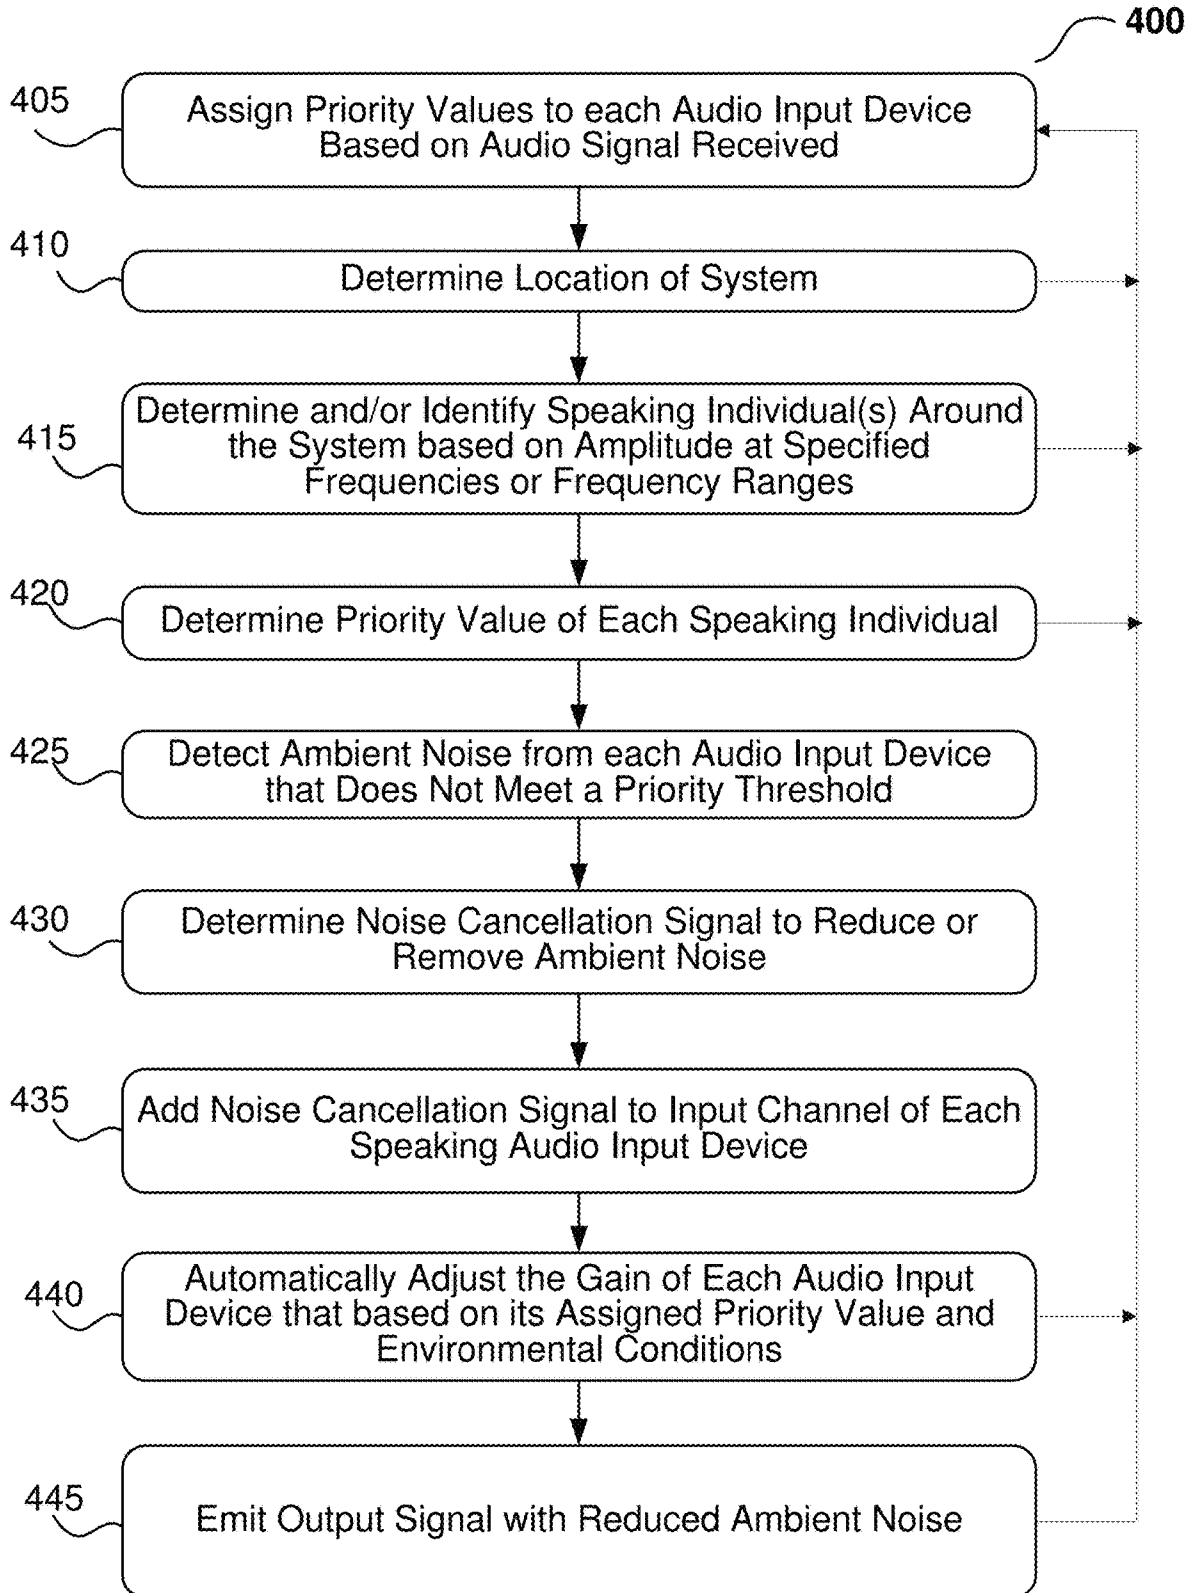 400
405
Assign Priority Values to each Audio Input Device
Based on Audio Signal Received
410
Determine Location of System
415
Determine and/or Identify Speaking Individual(s) Around
the System based on Amplitude at Specified
Frequencies or Frequency Ranges
420
Determine Priority Value of Each Speaking Individual
425
Detect Ambient Noise from each Audio Input Device
that Does Not Meet a Priority Threshold
430
Determine Noise Cancellation Signal to Reduce or
Remove Ambient Noise
435
Add Noise Cancellation Signal to Input Channel of Each
Speaking Audio Input Device
440
Automatically Adjust the Gain of Each Audio Input
Device that based on its Assigned Priority Value and
Environmental Conditions
445
Emit Output Signal with Reduced Ambient Noise